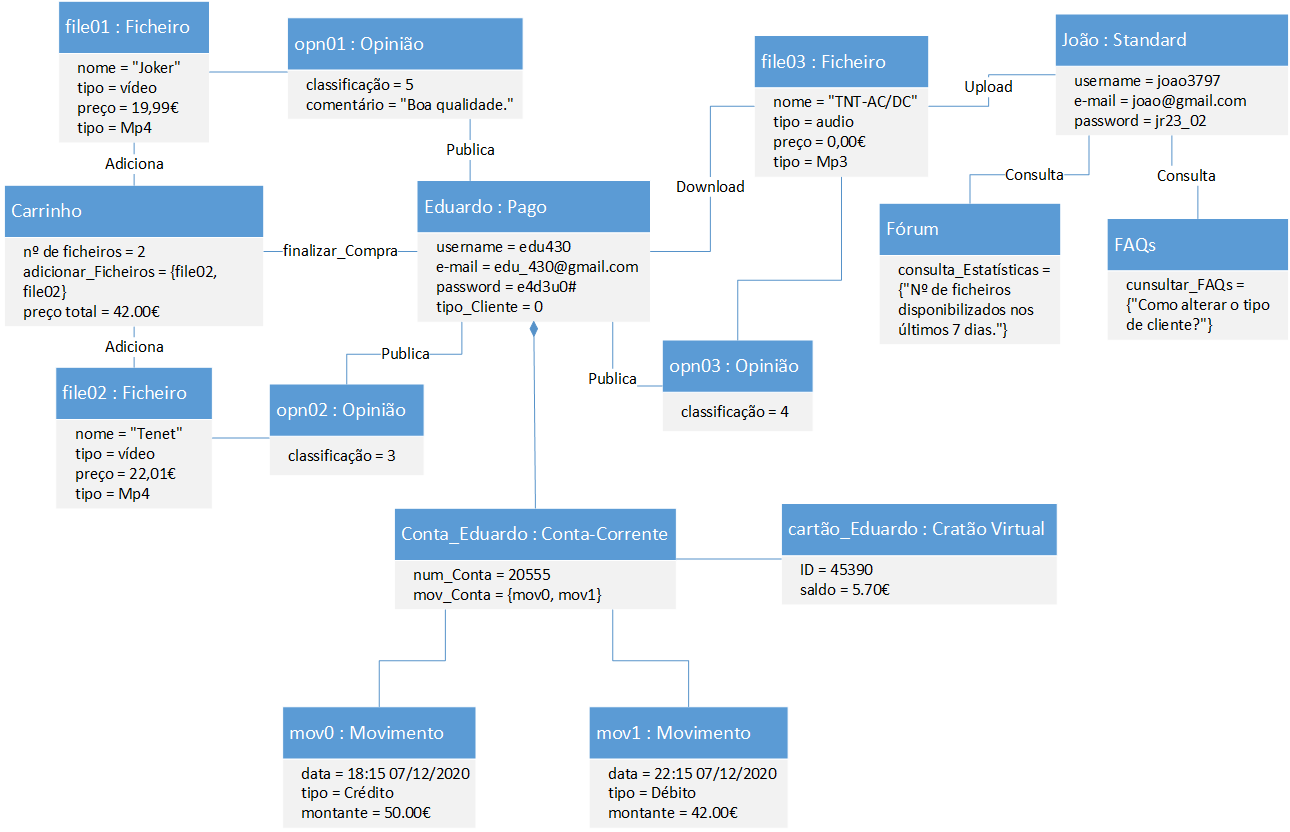 file01 : Ficheiro
nome = "Joker"
tipo = vídeo
preço = 19,99€
tipo = Mp4
opn01 : Opinião
classificação = 5
comentário = "Boa qualidade."
file03 : Ficheiro
nome = "TNT-AC/DC"
tipo = audio
preço = 0,00€
tipo = Mp3
Upload
João : Standard
username = joao3797
e-mail = joao@gmail.com
password = jr23_02
Adiciona
Publica
Download
Consulta
Consulta
Carrinho
nº de ficheiros = 2
adicionar_Ficheiros = {file02,
file02}
preço total = 42.00€
finalizar_Compra
Eduardo : Pago
username = edu430
e-mail = edu_430@gmail.com
password = e4d3u0#
tipo_Cliente = 0
Fórum
consulta_Estatísticas =
{"Nº de ficheiros
disponibilizados nos
últimos 7 dias."}
FAQs
cunsultar_FAQs =
{"Como alterar o tipo
de cliente?"}
Adiciona
Publica
Publica
file02 : Ficheiro
nome = "Tenet"
tipo = vídeo
preço = 22,01€
tipo = Mp4
opn02 : Opinião
classificação = 3
opn03 : Opinião
classificação = 4
Conta_Eduardo : Conta-Corrente
num_Conta = 20555
mov_Conta = {mov0, mov1}
cartão_Eduardo : Cratão Virtual
ID = 45390
saldo = 5.70€
mov0 : Movimento
data = 18:15 07/12/2020
tipo = Crédito
montante = 50.00€
mov1 : Movimento
data = 22:15 07/12/2020
tipo = Débito
montante = 42.00€